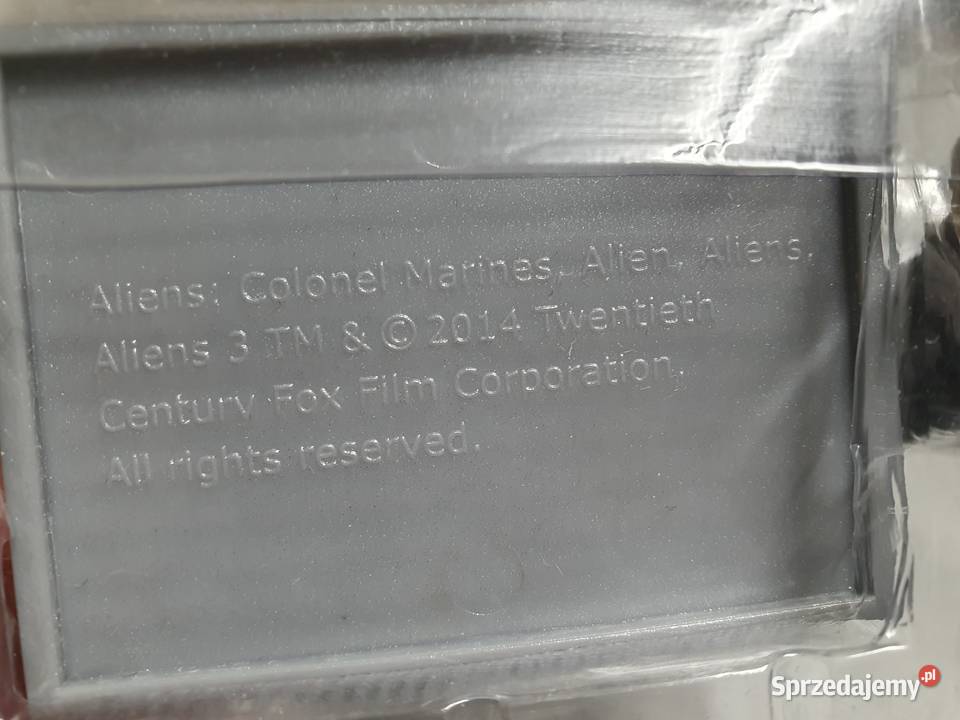 Aliens: Colonel Marines, Alien, Aliens,
Aliens 3 TM & © 2014 Twentieth
Century Fox Film Corporation.
All rights reserved.
Sprzedajemy.pl